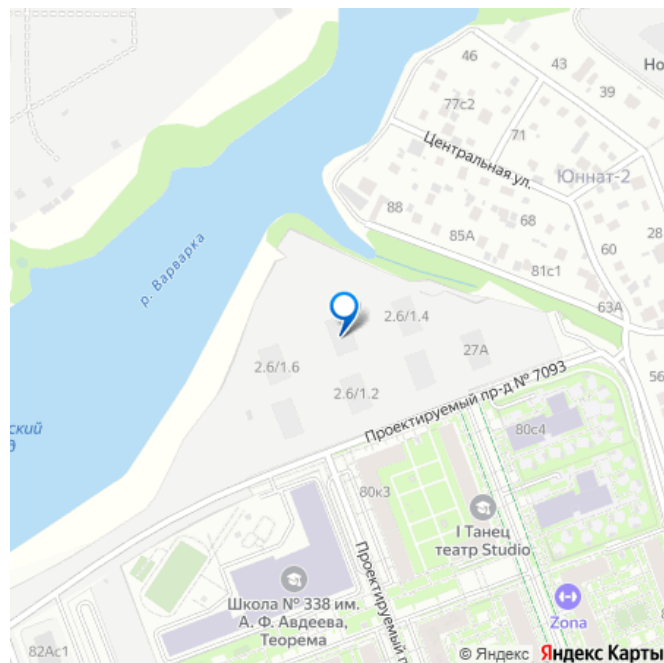 46
43
Но
39
77с2
71
Центральная ул.
Юннат-2
88
68
28
85А
60
81с1
р. Варварка
63А
2.6/1.4
27А
2.6/1.6
56
2.6/1.2
Проектируемый пр-д № 7093
ский
80с4
80к3
I Танец
театр Studio
Проектируемый п
Школа № 338 им.
А. Ф. Авдеева,
Теорема
Zona
82Ас1
© Яндекс Яндекс Карты